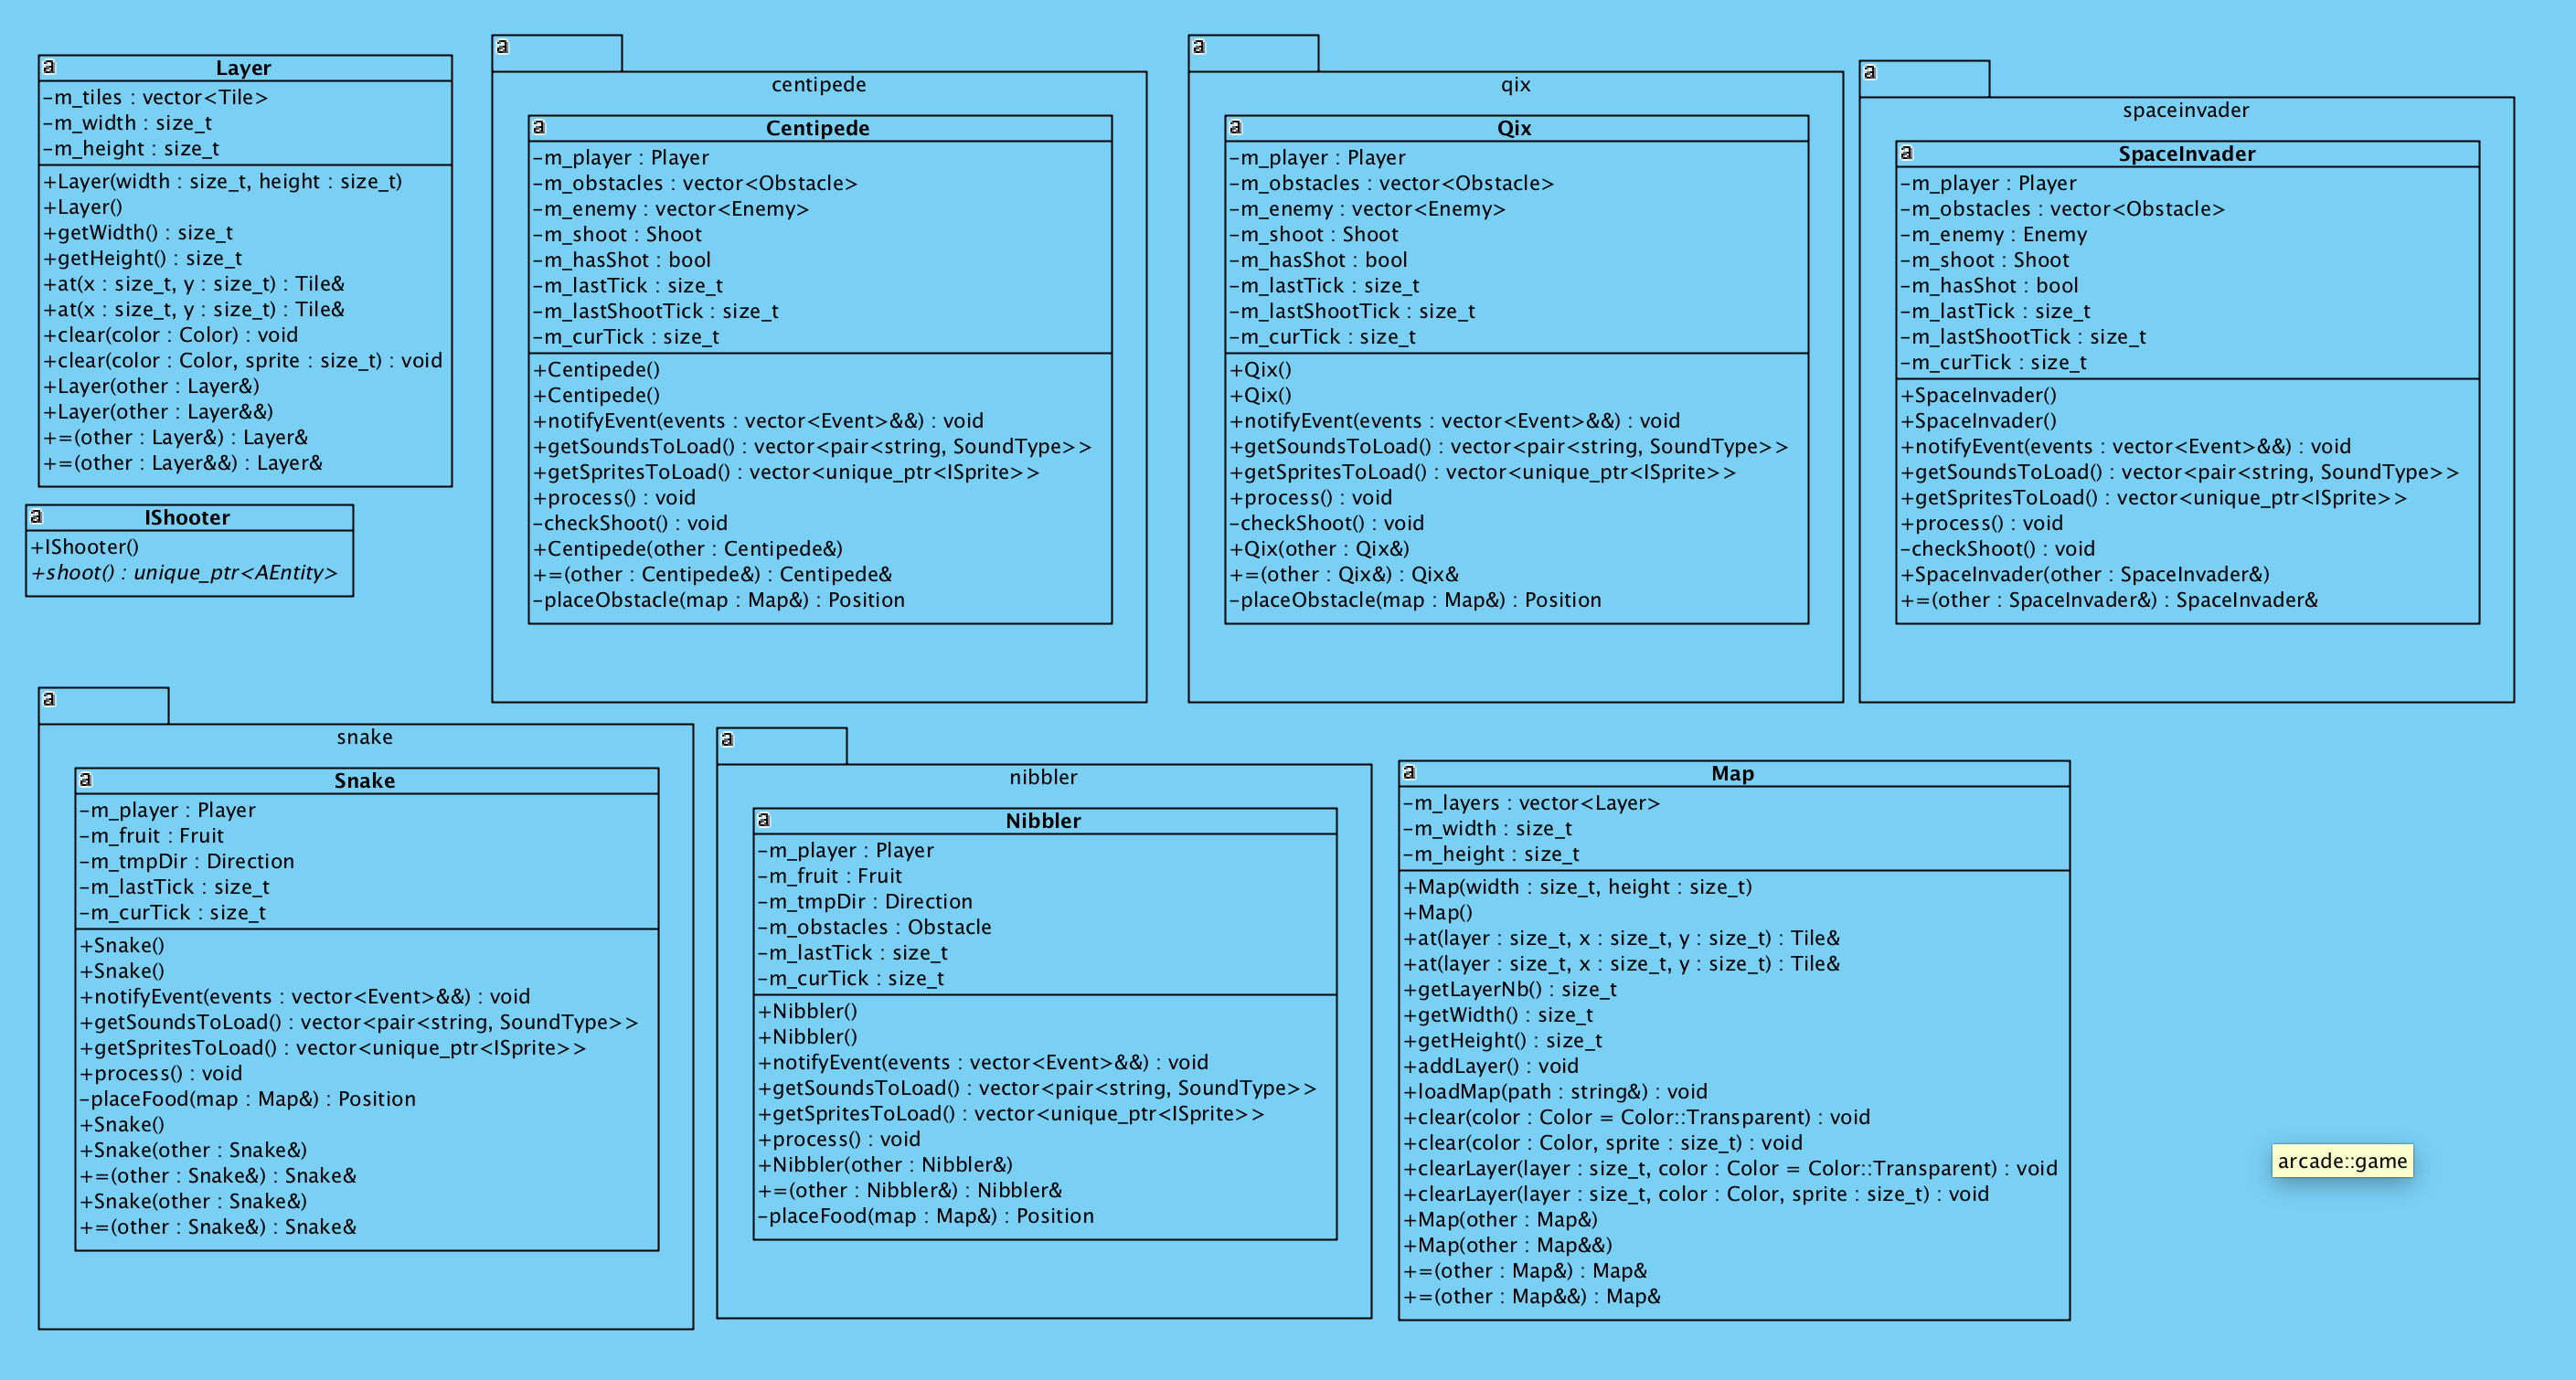 a Layer
-m_tiles : vector<Tile>
-m_width : size_t
-m_height : size_t
+Layer(width : size_t, height : size_t)
+Layer()
+getWidth() : size_t
+getHeight() : size_t
+at(x : size_t, y : size_t) : Tile&
+at(x : size_t, y : size_t) : Tile&
+clear(color : Color) : void
+clear(color : Color, sprite : size_t) : void
+Layer(other : Layer&)
+Layer(other : Layer&&)
+=(other : Layer&) : Layer&
+=(other : Layer&&) : Layer&
a IShooter
+IShooter()
+shoot() : unique_ptr<AEntity>
a
centipede
a Centipede
-m_player : Player
-m_obstacles : vector<Obstacle>
-m_enemy : vector<Enemy>
-m_shoot : Shoot
-m_hasShot : bool
-m_lastTick : size_t
-m_lastShootTick : size_t
-m_curTick : size_t
+Centipede()
+Centipede()
+notifyEvent(events : vector<Event>&&) : void
+getSoundsToLoad() : vector<pair<string, SoundType>>
+getSpritesToLoad() : vector<unique_ptr<ISprite>>
+process() : void
-checkShoot() : void
+Centipede(other : Centipede&)
+=(other : Centipede&) : Centipede&
-placeObstacle(map : Map&) : Position
a
qix
a Qix
-m_player : Player
-m_obstacles : vector<Obstacle>
-m_enemy : vector<Enemy>
-m_shoot : Shoot
-m_hasShot : bool
-m_lastTick : size_t
-m_lastShootTick : size_t
-m_curTick : size_t
+Qix()
+Qix()
+notifyEvent(events : vector<Event>&&) : void
+getSoundsToLoad() : vector<pair<string, SoundType>>
+getSpritesToLoad() : vector<unique_ptr<ISprite>>
+process() : void
-checkShoot() : void
+Qix(other : Qix&)
+=(other : Qix&) : Qix&
-placeObstacle(map : Map&) : Position
a
spaceinvader
a SpaceInvader
-m_player : Player
-m_obstacles : vector<Obstacle>
-m_enemy : Enemy
-m_shoot : Shoot
-m_hasShot : bool
-m_lastTick : size_t
-m_lastShootTick : size_t
-m_curTick : size_t
+SpaceInvader()
+SpaceInvader()
+notifyEvent(events : vector<Event>&&) : void
+getSoundsToLoad() : vector<pair<string, SoundType>>
+getSpritesToLoad() : vector<unique_ptr<ISprite>>
+process() : void
-checkShoot() : void
+SpaceInvader(other : SpaceInvader&)
+=(other : SpaceInvader&) : SpaceInvader&
a
snake
a Snake
-m_player : Player
-m_fruit : Fruit
-m_tmpDir : Direction
-m_lastTick : size_t
-m_curTick : size_t
+Snake()
+Snake()
+notifyEvent(events : vector<Event>&&) : void
+getSoundsToLoad() : vector<pair<string, SoundType>>
+getSpritesToLoad() : vector<unique_ptr<ISprite>>
+process() : void
-placeFood(map : Map&) : Position
+Snake()
+Snake(other : Snake&)
+=(other : Snake&) : Snake&
+Snake(other : Snake&)
+=(other : Snake&) : Snake&
a
nibbler
a Nibbler
-m_player : Player
-m_fruit : Fruit
-m_tmpDir : Direction
-m_obstacles : Obstacle
-m_lastTick : size_t
-m_curTick : size_t
+Nibbler()
+Nibbler()
+notifyEvent(events : vector<Event>&&) : void
+getSoundsToLoad() : vector<pair<string, SoundType>>
+getSpritesToLoad() : vector<unique_ptr<ISprite>>
+process() : void
+Nibbler(other : Nibbler&)
+=(other : Nibbler&) : Nibbler&
-placeFood(map : Map&) : Position
a Map
-m_layers : vector<Layer>
-m_width : size_t
-m_height : size_t
+Map(width : size_t, height : size_t)
+Map()
+at(layer : size_t, x : size_t, y : size_t) : Tile&
+at(layer : size_t, x : size_t, y : size_t) : Tile&
+getLayerNb() : size_t
+getWidth() : size_t
+getHeight() : size_t
+addLayer() : void
+loadMap(path : string&) : void
+clear(color : Color = Color::Transparent) : void
+clear(color : Color, sprite : size_t) : void
+clearLayer(layer : size_t, color : Color = Color::Transparent) : void
+clearLayer(layer : size_t, color : Color, sprite : size_t) : void
+Map(other : Map&)
+Map(other : Map&&)
+=(other : Map&) : Map&
+=(other : Map&&) : Map&
arcade::game